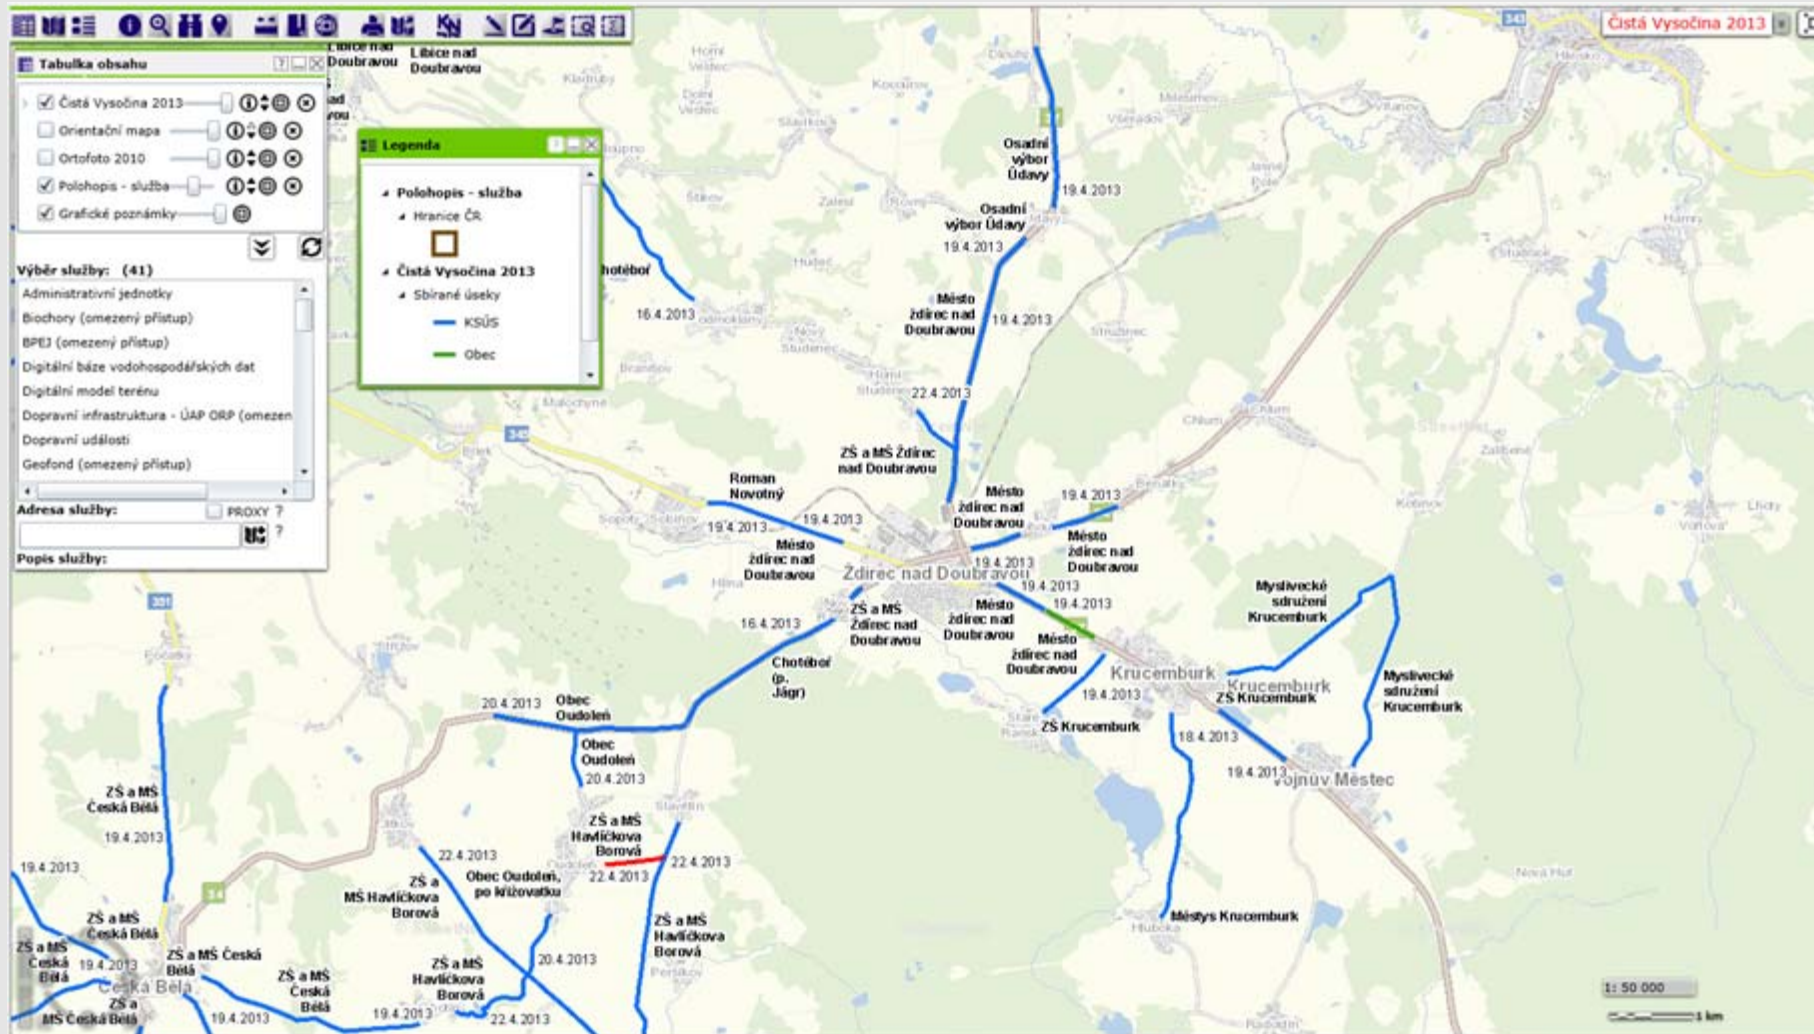 Čistá Vysočina 2013
Tabulka obsahu
Čistá Vysočina 2013
Orientační mapa
Ortofoto 2010
Polohopis - služba
Grafické poznámky
Výběr služby: (41)
Administrativní jednotky
Biochory (omezený přístup)
BPEJ (omezený přístup)
Digitální báze vodohospodářských dat
Digitální model terénu
Dopravní infrastruktura - ÚAP ORP (omezen
Dopravní události
Geofond (omezený přístup)
Adresa služby:
PROXY ?
?
Popis služby:
Legenda
Polohopis - služba
Hranice ČR
Čistá Vysočina 2013
Sbírané úseky
KSÚS
Obec
Libice nad
Doubravou
Libice nad
Doubravou
343
Osadní
výbor
Údavy
19.4.2013
Osadní
výbor Údavy
19.4.2013
Město
ždírec nad
Doubravou
19.4.2013
16.4.2013
22.4.2013
345
ZŠ a MŠ Ždírec
nad Doubravou
Roman
Novotný
19.4.2013
19.4.2013
Město
ždírec nad
Doubravou
Město
ždírec nad
Doubravou
19.4.2013
Město
ždírec nad
Doubravou
19.4.2013
Ždírec nad Doubravou
19.4.2013
19.4.2013
Město
ždírec nad
Doubravou
Město
ždírec nad
Doubravou
ZŠ a MŠ
Ždírec nad
Doubravou
16.4.2013
Chotěboř
(p.
Jágr)
351
Počátky
Krucemburk
Krucemburk
19.4.2013
ZŠ Krucemburk
ZŠ Krucemburk
Myslivecké
sdružení
Krucemburk
Myslivecké
sdružení
Krucemburk
18.4.2013
19.4.2013
Vojnův Městec
20.4.2013
Obec
Oudoleň
Obec
Oudoleň
20.4.2013
Slavětín
ZŠ a MŠ
Havlíčkova
Borová
22.4.2013
22.4.2013
Oudoleň
Obec Oudoleň,
po křižovatku
22.4.2013
ZŠ a
MŠ Havlíčkova
Borová
ZŠ a MŠ
Havlíčkova
Borová
20.4.2013
ZŠ a MŠ
Havlíčkova
Borová
22.4.2013
19.4.2013
ZŠ a MŠ
Česká Bělá
19.4.2013
19.4.2013
34
ZŠ a MŠ
Česká Bělá
ZŠ a MŠ
Česká
Bělá
19.4.2013
ZŠ a MŠ Česká
Bělá
Česká Bělá
ZŠ a
MŠ Česká Bělá
19.4.2013
ZŠ a MŠ
Česká
Bělá
Městys Krucemburk
Hluboká
1: 50 000
1 km